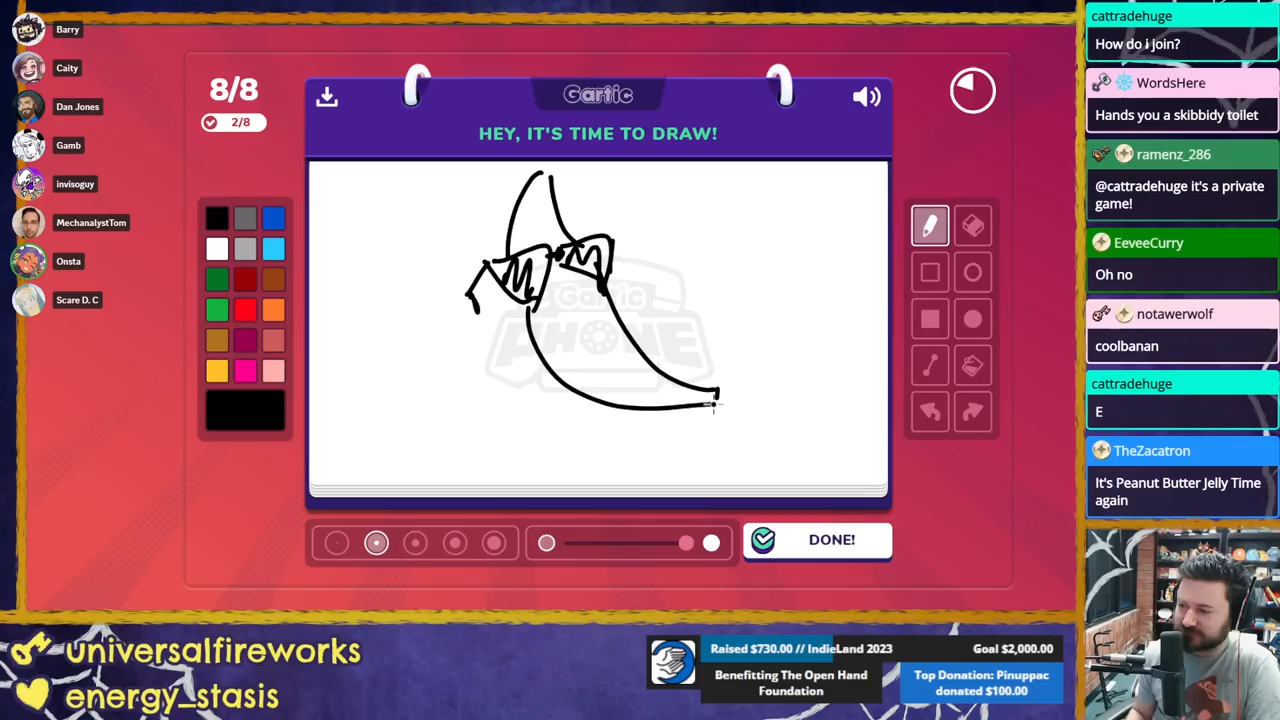 Barry
Caity
Dan Jones
Gamb
invisoguy
MechanalystTom
Onsta
Scare D. C
8/8
2/8
Gartic
HEY, IT'S TIME TO DRAW!
Gartic
PHONE
DONE!
cattradehuge
How do i join?
WordsHere
Hands you a skibbidy toilet
ramenz_286
@cattradehuge it's a private
game!
EeveeCurry
Oh no
notawerwolf
coolbanan
cattradehuge
E
TheZacatron
It's Peanut Butter Jelly Time
again
universalfireworks
energy_stasis
Raised $730.00 // IndieLand 2023
Goal $2,000.00
Benefitting The Open Hand
Foundation
Top Donation: Pinuppac
donated $100.00